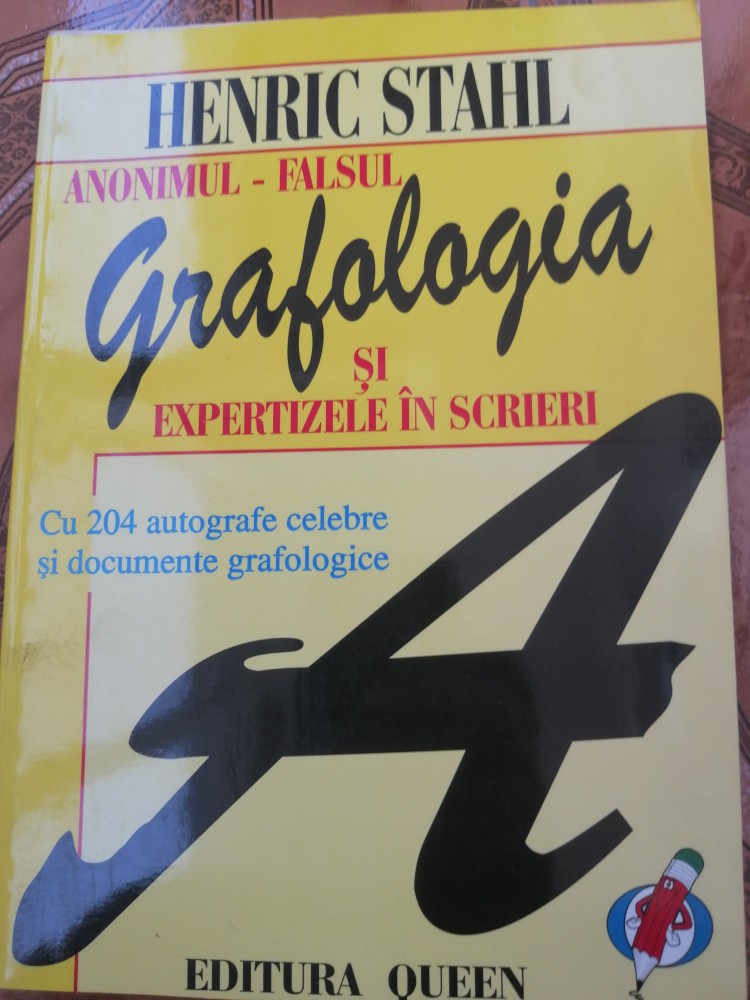 HENRIC STAHL
ANONIMUL - FALSUL
Grafologia
ŞI
EXPERTIZELE ÎN SCRIERI
Cu 204 autografe celebre
şi documente grafologice
A
EDITURA QUEEN